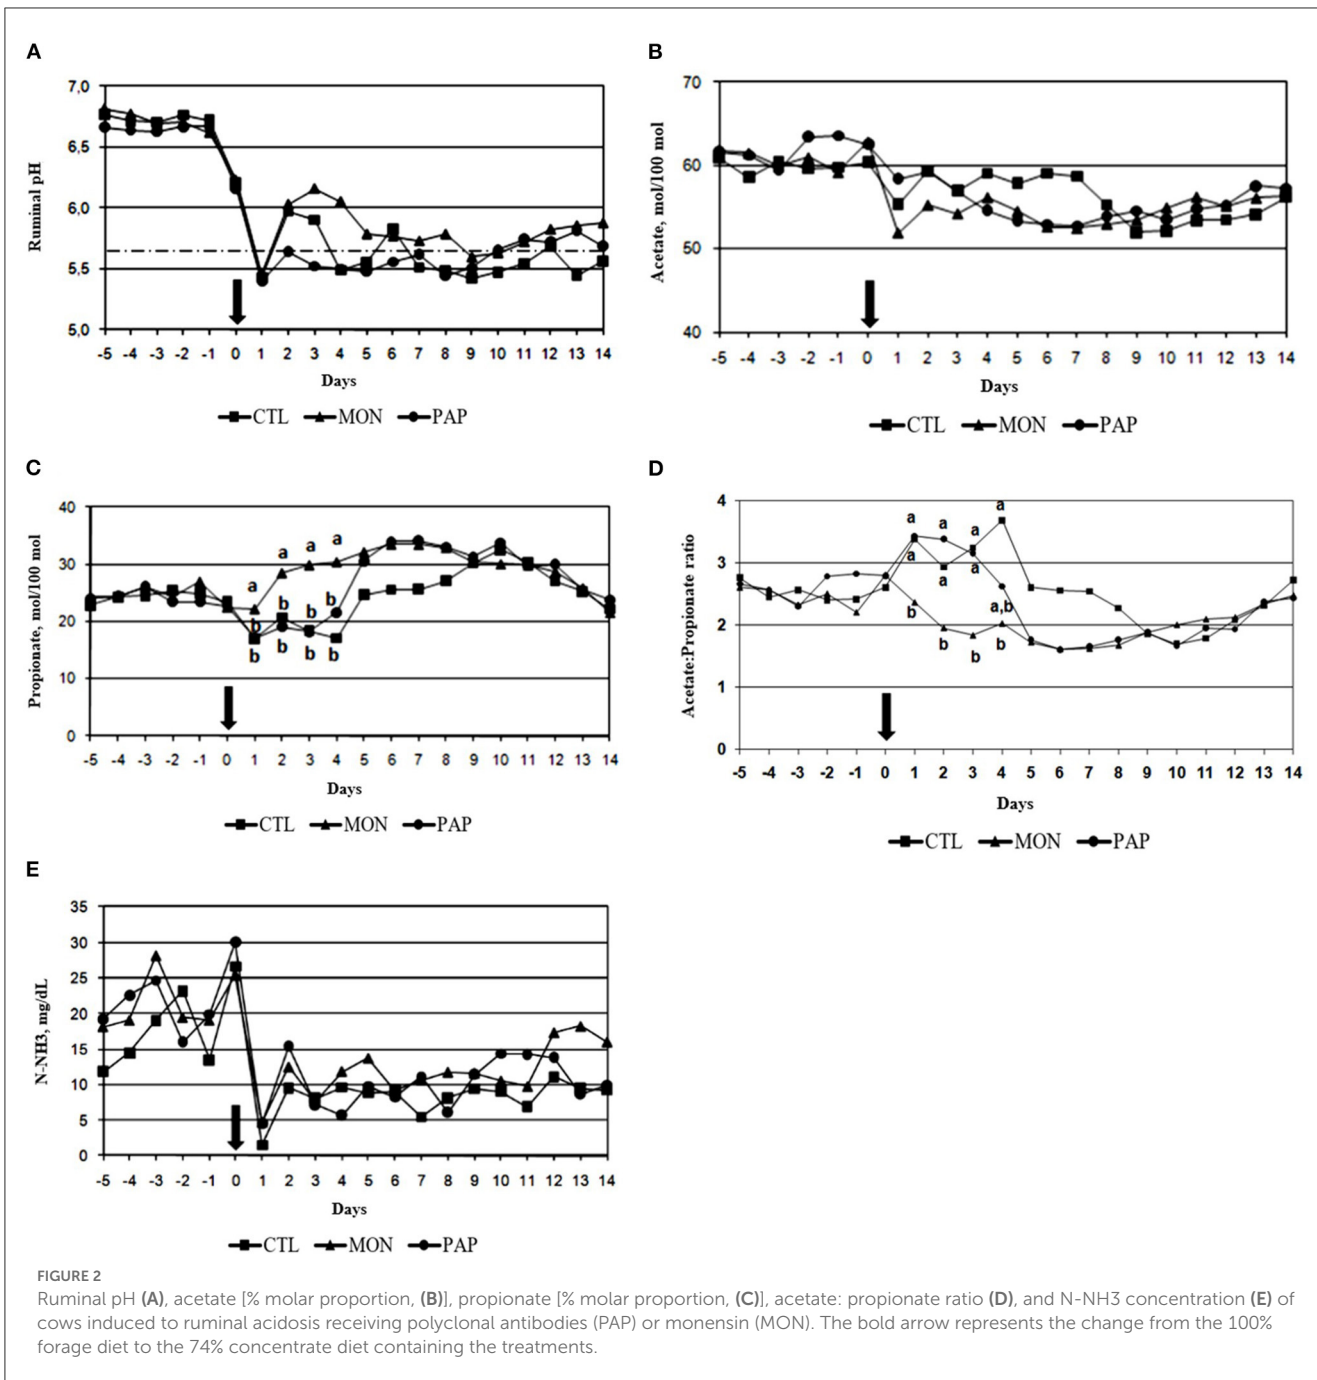 A
7,0
6,5
6,0
5,5
5,0
Ruminal pH
-5 -4 -3 -2 -1 0 1 2 3 4 5 6 7 8 9 10 11 12 13 14
Days
CTL MON PAP
B
70
60
50
40
Acetate, mol/100 mol
-5 -4 -3 -2 -1 0 1 2 3 4 5 6 7 8 9 10 11 12 13 14
Days
CTL MON PAP
C
40
30
20
10
0
Propionate, mol/100 mol
a a a
a
b b b
b
b b b b
-5 -4 -3 -2 -1 0 1 2 3 4 5 6 7 8 9 10 11 12 13 14
Days
CTL MON PAP
D
4
3
2
1
0
Acetate:Propionate ratio
a a a a
a a a
a,b
b b b b
-5 -4 -3 -2 -1 0 1 2 3 4 5 6 7 8 9 10 11 12 13 14
Days
CTL MON PAP
E
35
30
25
20
15
10
5
0
N-NH3, mg/dL
-5 -4 -3 -2 -1 0 1 2 3 4 5 6 7 8 9 10 11 12 13 14
Days
CTL MON PAP
FIGURE 2
Ruminal pH (A), acetate [% molar proportion, (B)], propionate [% molar proportion, (C)], acetate: propionate ratio (D), and N-NH3 concentration (E) of
cows induced to ruminal acidosis receiving polyclonal antibodies (PAP) or monensin (MON). The bold arrow represents the change from the 100%
forage diet to the 74% concentrate diet containing the treatments.